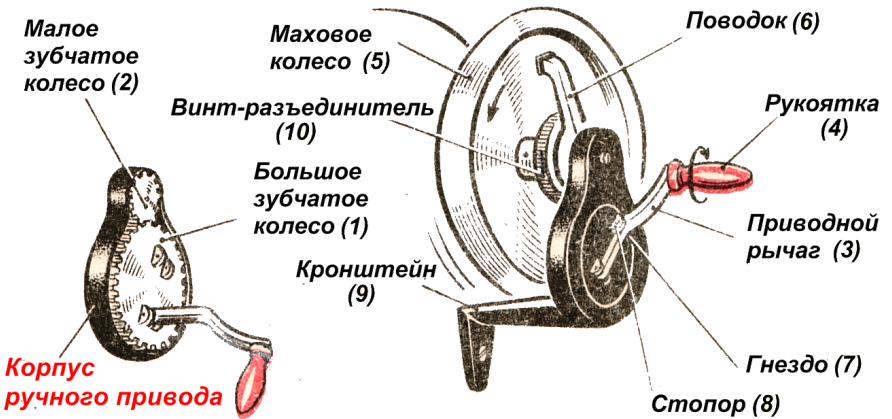 Малое
зубчатое
колесо (2)
Маховое
колесо (5)
Поводок (6)
Винт-разъединитель
(10)
Рукоятка
(4)
Большое
зубчатое
колесо (1)
Приводной
рычаг (3)
Кронштейн
(9)
Корпус
ручного привода
Гнездо (7)
Стопор (8)